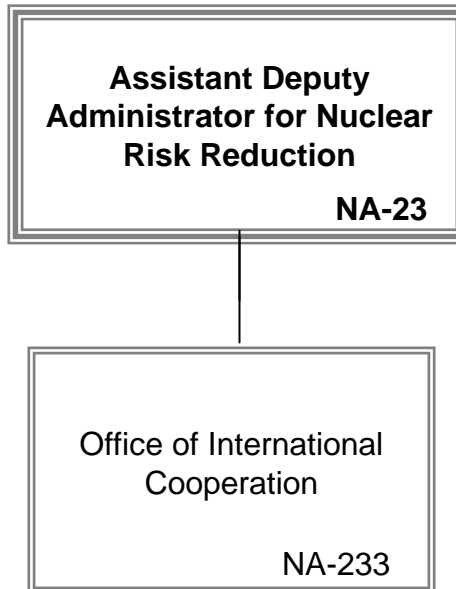 Assistant Deputy
Administrator for Nuclear
Risk Reduction
NA-23
Office of International
Cooperation
NA-233